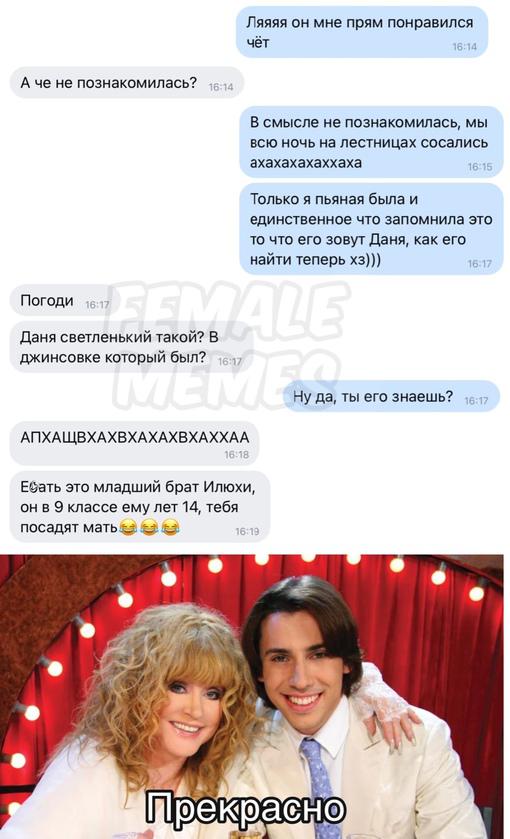 Ляяяя он мне прям понравился
чёт
16:14
А че не познакомилась? 16:14
В смысле не познакомилась, мы
всю ночь на лестницах сосались
ахахахахаххаха
16:15
Только я пьяная была и
единственное что запомнила это
то что его зовут Даня, как его
найти теперь хз)))
16:17
Погоди 16:17
FEMALE
MEMES
Даня светленький такой? В
джинсовке который был? 16:17
Ну да, ты его знаешь? 16:17
АПХАЩВХАХВХАХАХВХАХХАА
16:18
Ебать это младший брат Илюхи,
он в 9 классе ему лет 14, тебя
посадят мать😂😂😂
16:19
Прекрасно